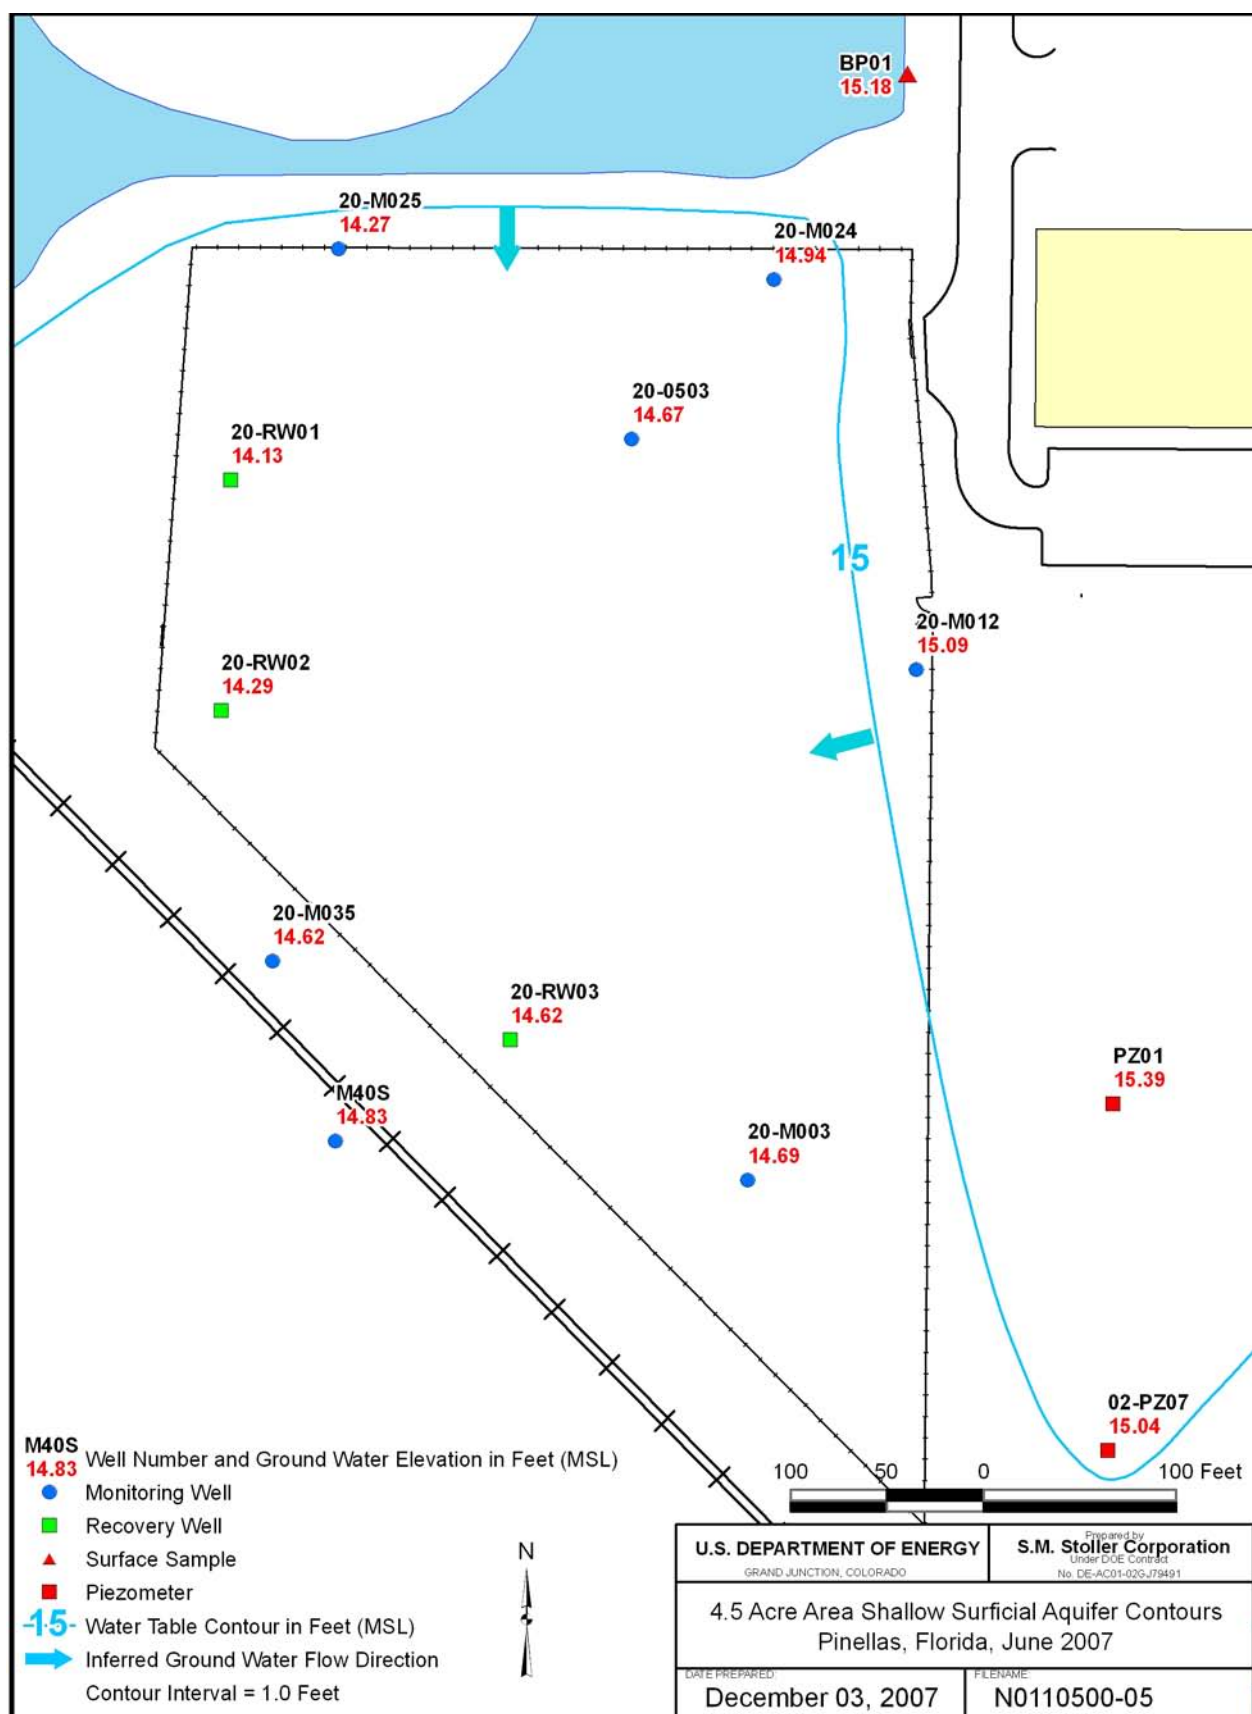 BP01
15.18
20-M025
14.27
20-M024
14.94
20-0503
14.67
20-RW01
14.13
15
20-M012
15.09
20-RW02
14.29
20-M035
14.62
20-RW03
14.62
PZ01
15.39
M40S
14.83
20-M003
14.69
02-PZ07
15.04
100 50 0 100 Feet
M40S
14.83 Well Number and Ground Water Elevation in Feet (MSL)
Monitoring Well
Recovery Well
Surface Sample
Piezometer
15 Water Table Contour in Feet (MSL)
Inferred Ground Water Flow Direction
Contour Interval = 1.0 Feet
N
U.S. DEPARTMENT OF ENERGY
GRAND JUNCTION, COLORADO
Prepared by
S.M. Stoller Corporation
Under DOE Contract
No. DE-AC01-02GJ79491
4.5 Acre Area Shallow Surficial Aquifer Contours
Pinellas, Florida, June 2007
DATE PREPARED:
December 03, 2007
FILENAME:
N0110500-05